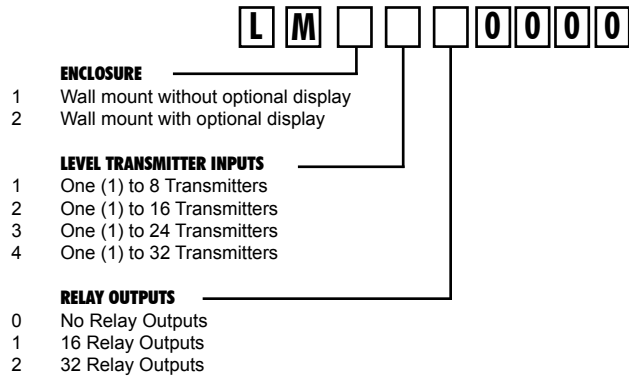 L M 0 0 0 0
ENCLOSURE
1 Wall mount without optional display
2 Wall mount with optional display
LEVEL TRANSMITTER INPUTS
1 One (1) to 8 Transmitters
2 One (1) to 16 Transmitters
3 One (1) to 24 Transmitters
4 One (1) to 32 Transmitters
RELAY OUTPUTS
0 No Relay Outputs
1 16 Relay Outputs
2 32 Relay Outputs